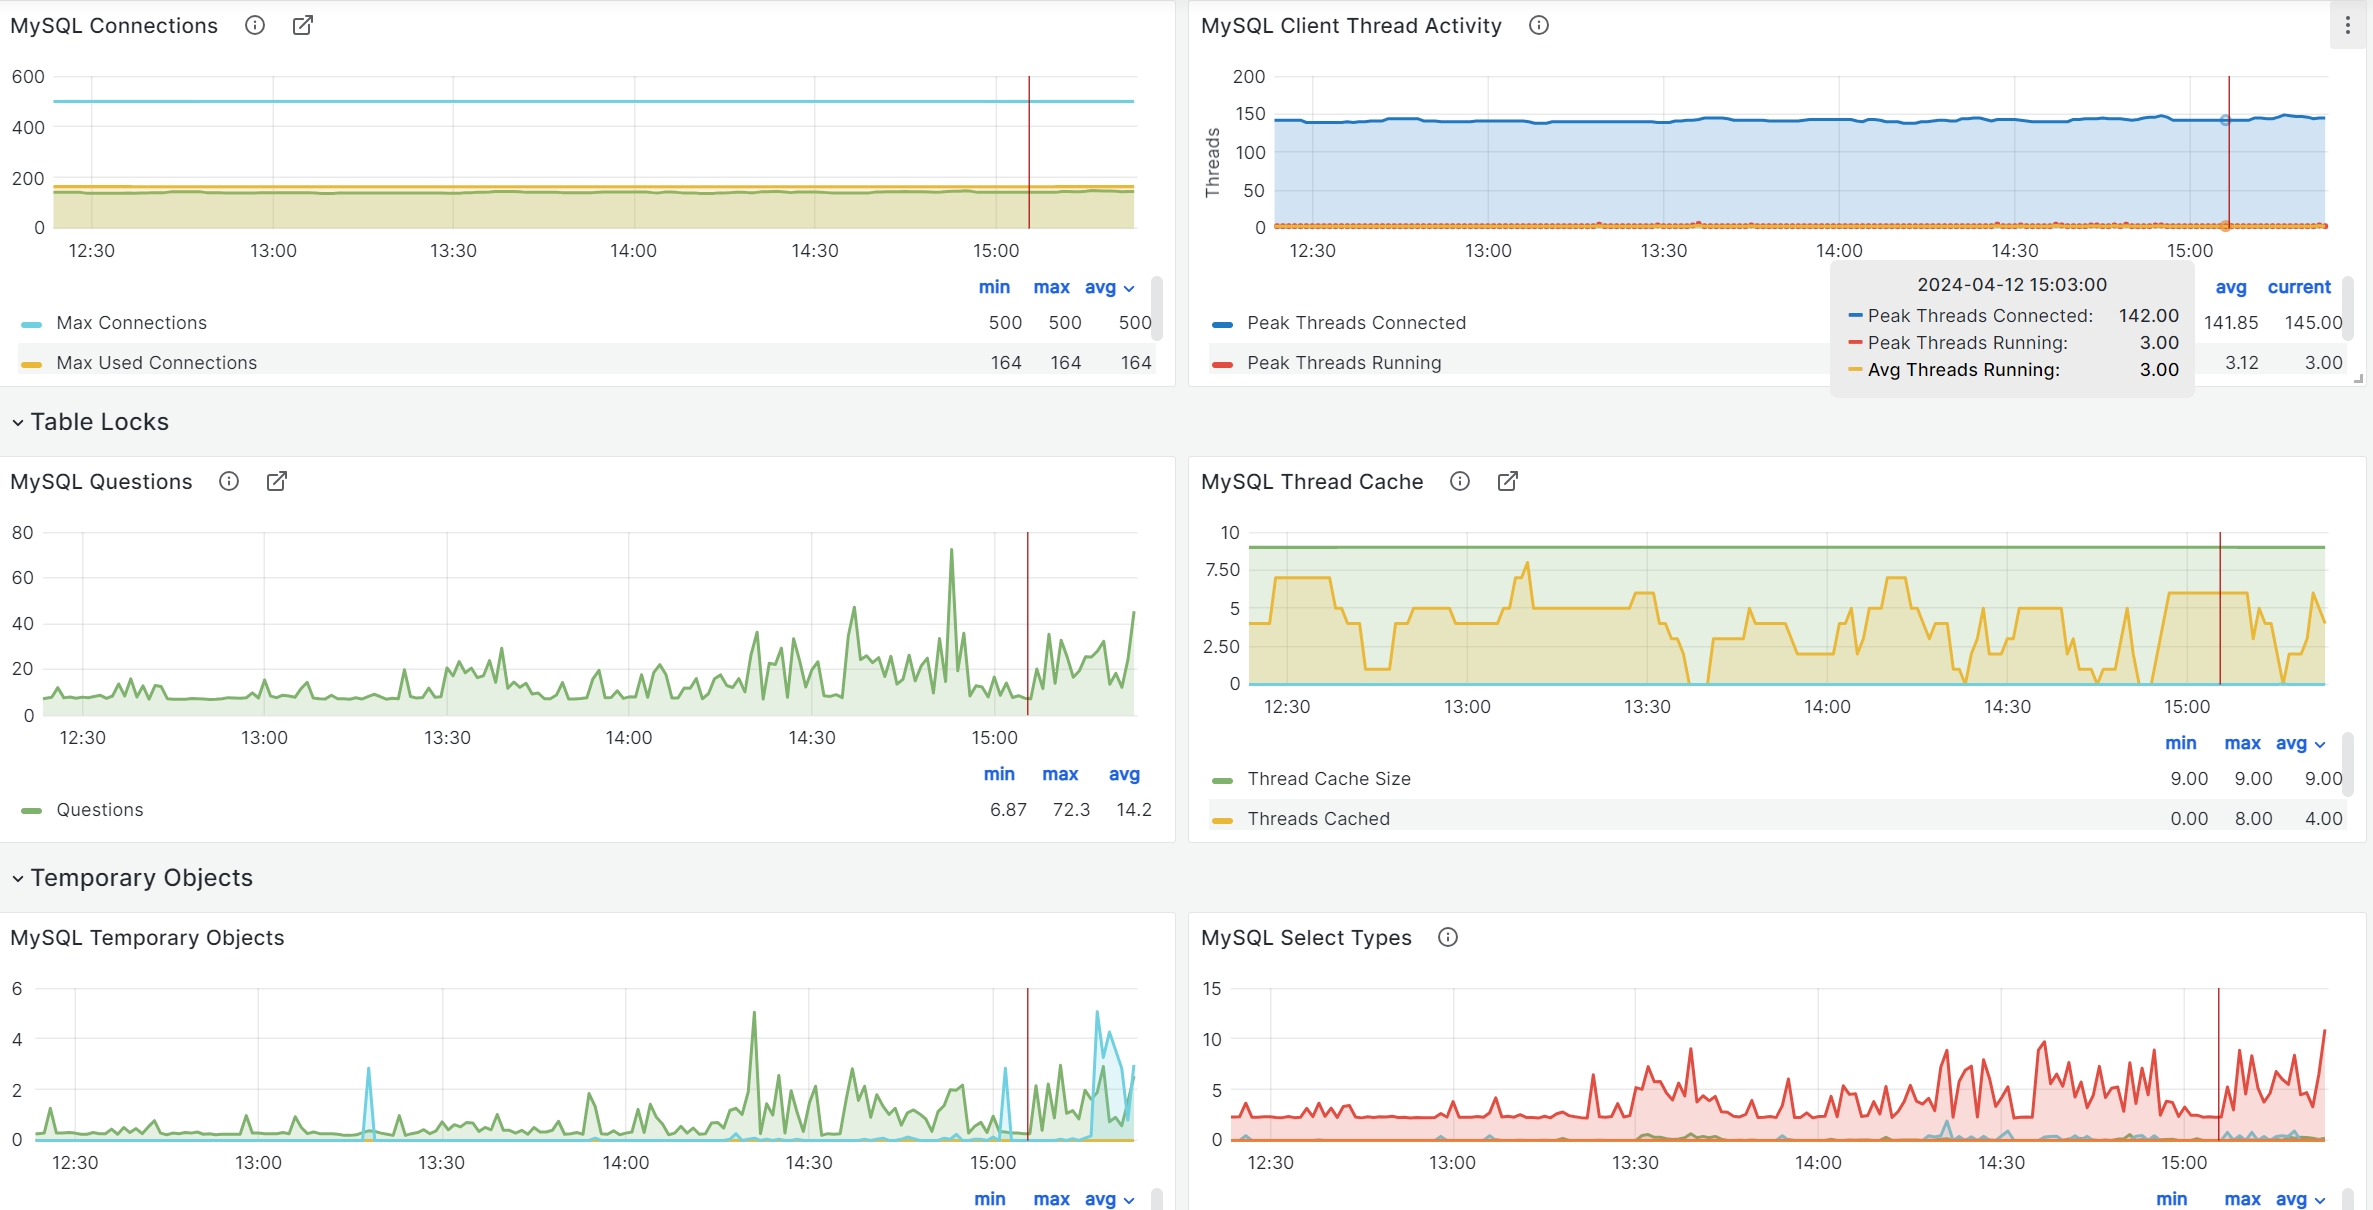 MySQL Connections
600
400
200
0
12:30 13:00 13:30 14:00 14:30 15:00
min max avg
Max Connections 500 500 500
Max Used Connections 164 164 164
MySQL Client Thread Activity
Threads
200
150
100
50
0
12:30 13:00 13:30 14:00 14:30 15:00
avg current
Peak Threads Connected 141.85 145.00
Peak Threads Running 3.12 3.00
2024-04-12 15:03:00
Peak Threads Connected: 142.00
Peak Threads Running: 3.00
Avg Threads Running: 3.00
Table Locks
MySQL Questions
80
60
40
20
0
12:30 13:00 13:30 14:00 14:30 15:00
min max avg
Questions 6.87 72.3 14.2
MySQL Thread Cache
10
7.50
5
2.50
0
12:30 13:00 13:30 14:00 14:30 15:00
min max avg
Thread Cache Size 9.00 9.00 9.00
Threads Cached 0.00 8.00 4.00
Temporary Objects
MySQL Temporary Objects
6
4
2
0
12:30 13:00 13:30 14:00 14:30 15:00
min max avg
MySQL Select Types
15
10
5
0
12:30 13:00 13:30 14:00 14:30 15:00
min max avg